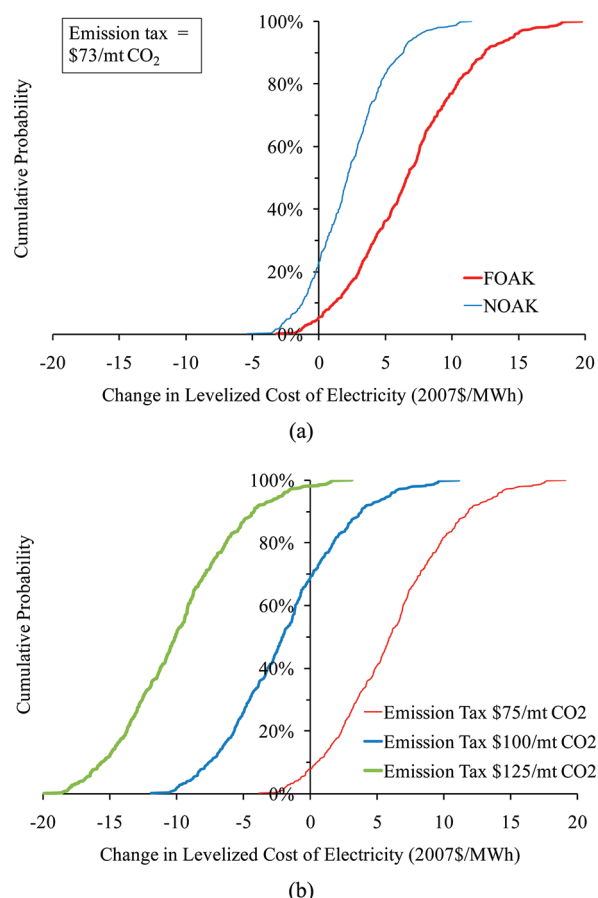 (a)
Emission tax =
$73/mt CO2
100%
80%
60%
40%
20%
0%
Cumulative Probability
FOAK
NOAK
-20 -15 -10 -5 0 5 10 15 20
Change in Levelized Cost of Electricity (2007$/MWh)
(a)
100%
80%
60%
40%
20%
0%
Cumulative Probability
Emission Tax $75/mt CO2
Emission Tax $100/mt CO2
Emission Tax $125/mt CO2
-20 -15 -10 -5 0 5 10 15 20
Change in Levelized Cost of Electricity (2007$/MWh)
(b)